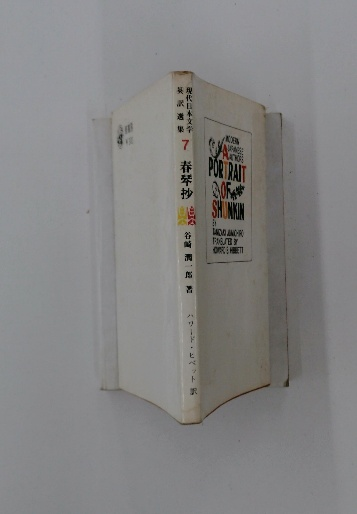 現代日本文学
英訳選集
7
春琴抄
谷崎潤一郎 著
ハワード・ヒベット 訳
MODERN
JAPANESE
AUTHORS
PORTRAIT
OF
SHUNKIN
BY
TANIZAKI JUNICHIRO
TRANSLATED BY
HOWARD S. HIBBETT